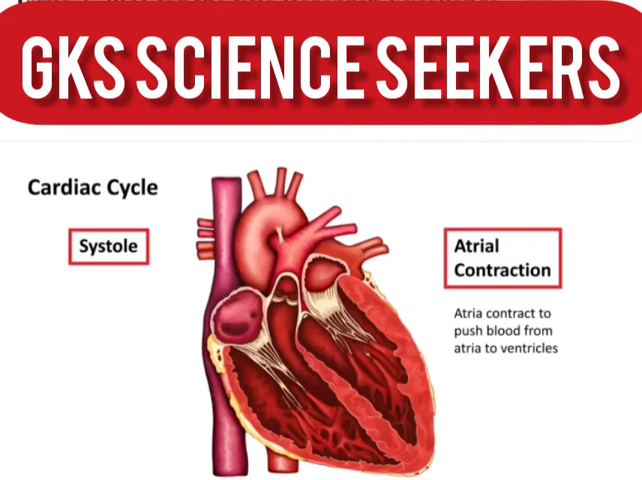 GKS SCIENCE SEEKERS
Cardiac Cycle
Systole
Atrial
Contraction
Atria contract to
push blood from
atria to ventricles